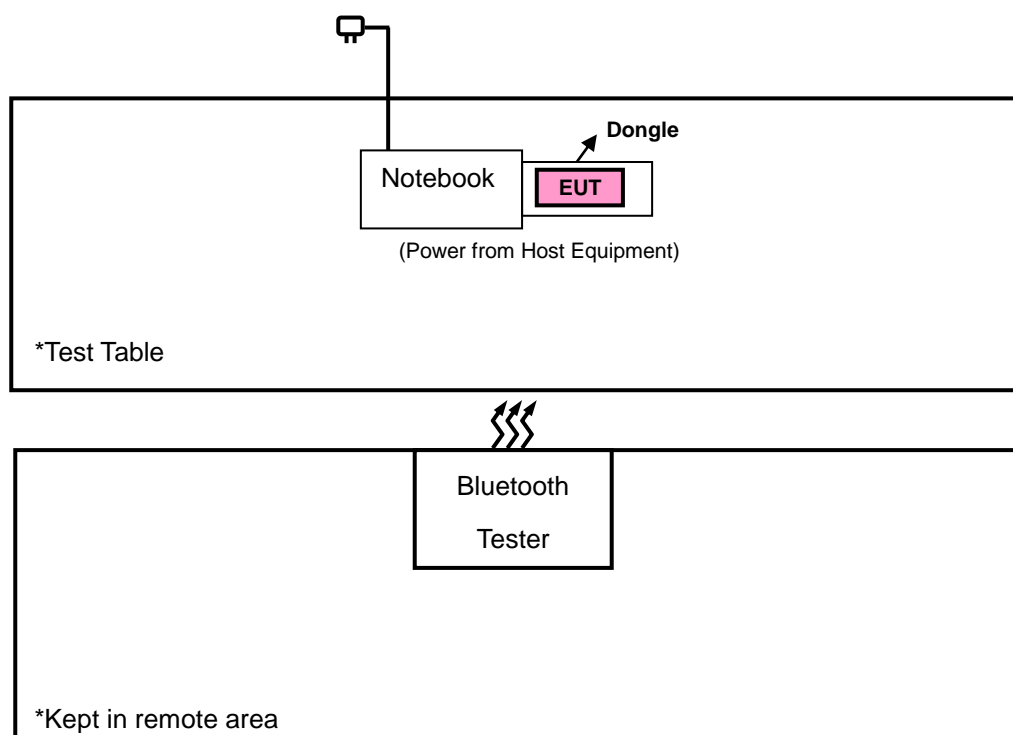 Dongle
Notebook
EUT
(Power from Host Equipment)
*Test Table
Bluetooth
Tester
*Kept in remote area